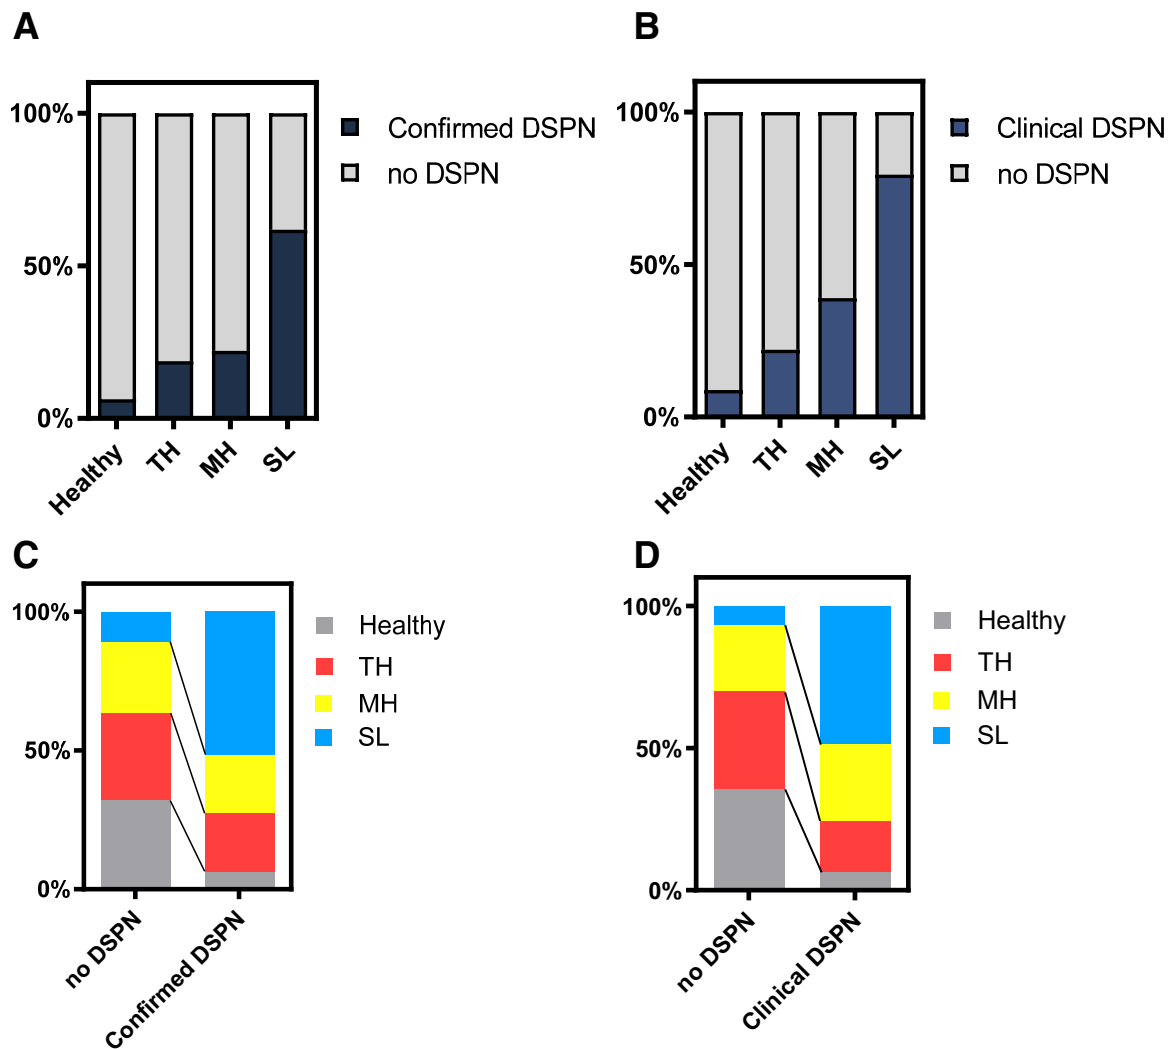 A
100%
50%
0%
Healthy
TH
MH
SL
Confirmed DSPN
no DSPN
B
100%
50%
0%
Healthy
TH
MH
SL
Clinical DSPN
no DSPN
C
100%
50%
0%
no DSPN
Confirmed DSPN
Healthy
TH
MH
SL
D
100%
50%
0%
no DSPN
Clinical DSPN
Healthy
TH
MH
SL